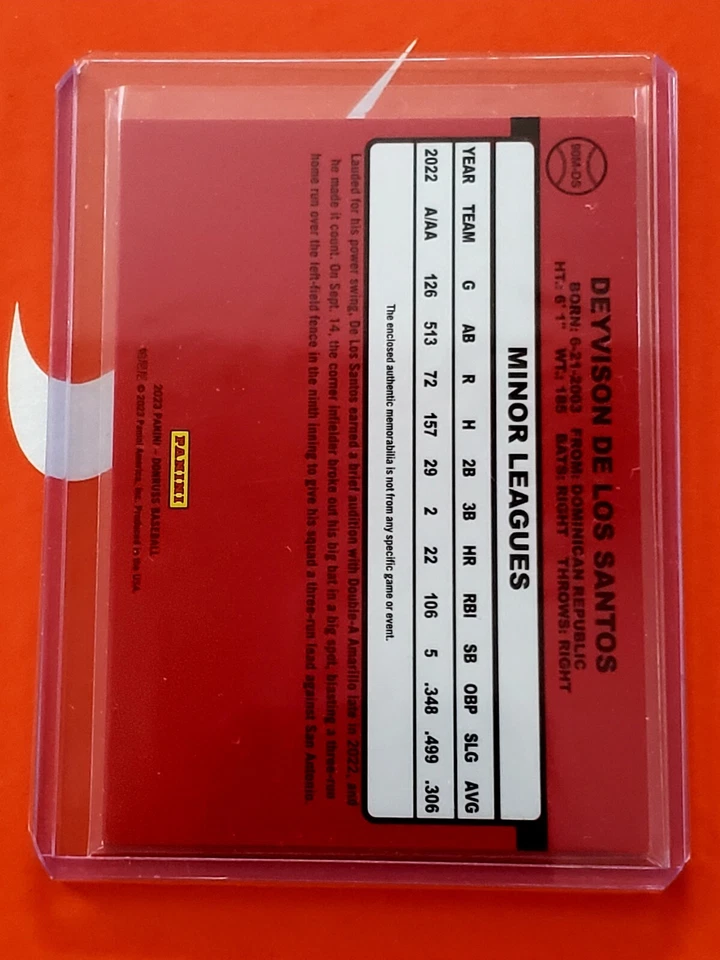 90M-DS
DEYVISON DE LOS SANTOS
BORN: 6-21-2003 FROM: DOMINICAN REPUBLIC
HT.: 6' 1" WT.: 185 BATS: RIGHT THROWS: RIGHT
MINOR LEAGUES
YEAR TEAM G AB R H 2B 3B HR RBI SB OBP SLG AVG
2022 A/AA 126 513 72 157 29 2 22 106 5 .348 .499 .306
The enclosed authentic memorabilia is not from any specific game or event.
Lauded for his power swing, De Los Santos earned a brief audition with Double-A Amarillo late in 2022, and
he made it count. On Sept. 14, the corner infielder broke out his big bat in a big spot, blasting a three-run
home run over the left-field fence in the ninth inning to give his squad a three-run lead against San Antonio.
PANINI
2023 PANINI - DONRUSS BASEBALL
© 2023 Panini America, Inc. Produced in the USA.